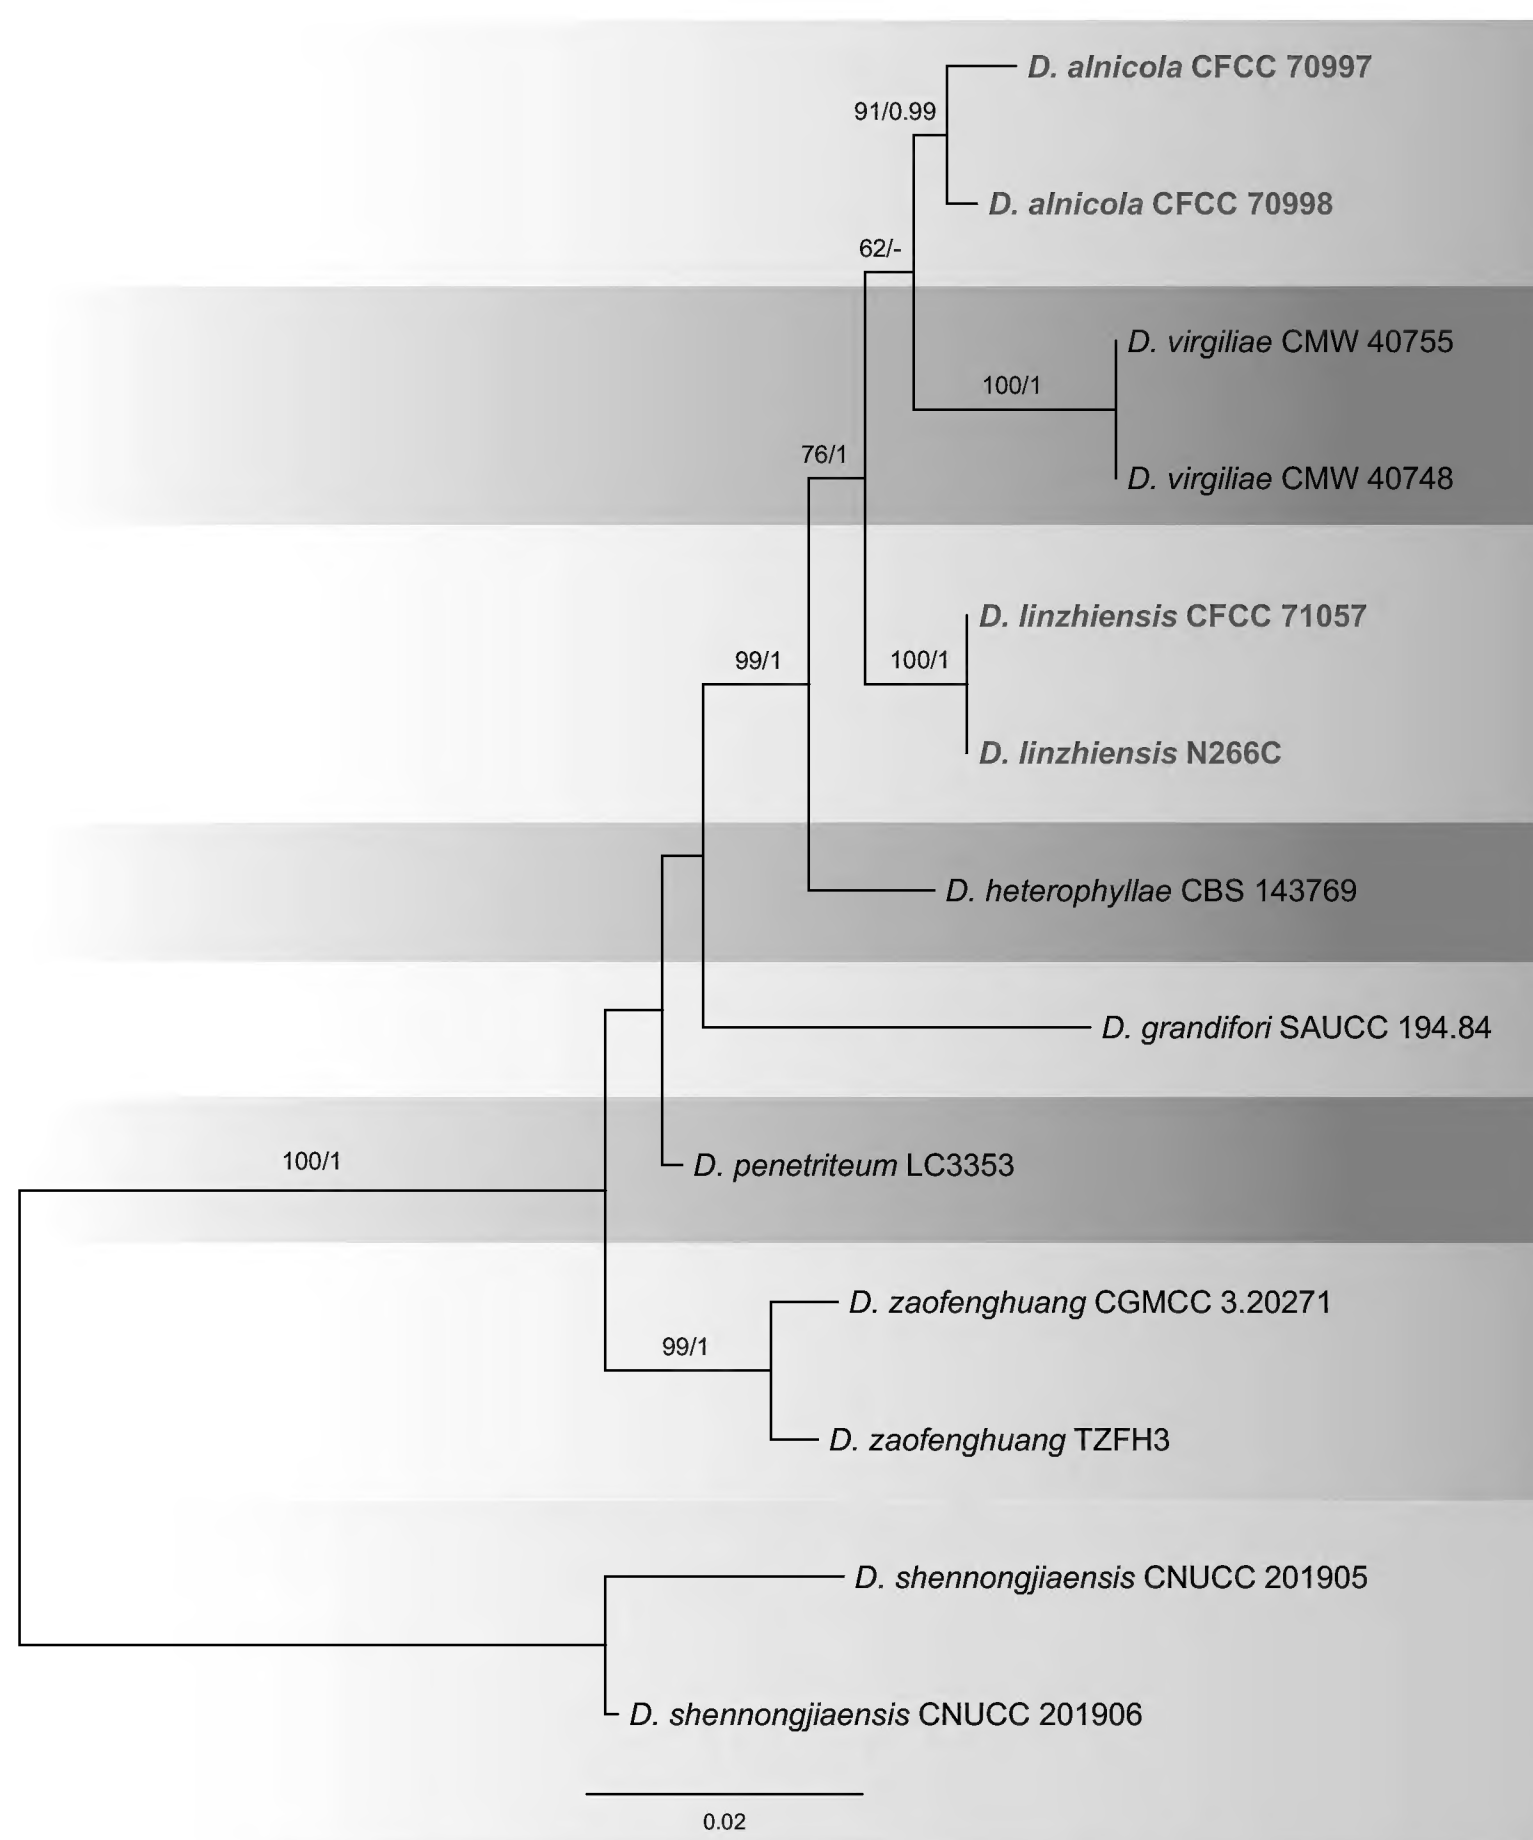 D. alnicola CFCC 70997
91/0.99
D. alnicola CFCC 70998
62/-
D. virgiliae CMW 40755
100/1
76/1
D. virgiliae CMW 40748
D. linzhiensis CFCC 71057
99/1
100/1
D. linzhiensis N266C
D. heterophyllae CBS 143769
D. grandifori SAUCC 194.84
100/1
D. penetriteum LC3353
D. zaofenghuang CGMCC 3.20271
99/1
D. zaofenghuang TZFH3
D. shennongjiaensis CNUCC 201905
D. shennongjiaensis CNUCC 201906
0.02